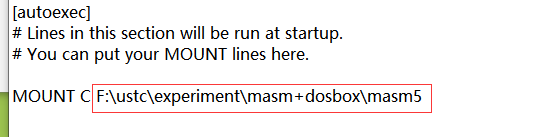 [autoexec]
# Lines in this section will be run at startup.
# You can put your MOUNT lines here.
MOUNT C F:\ustc\experiment\masm+dosbox\masm5